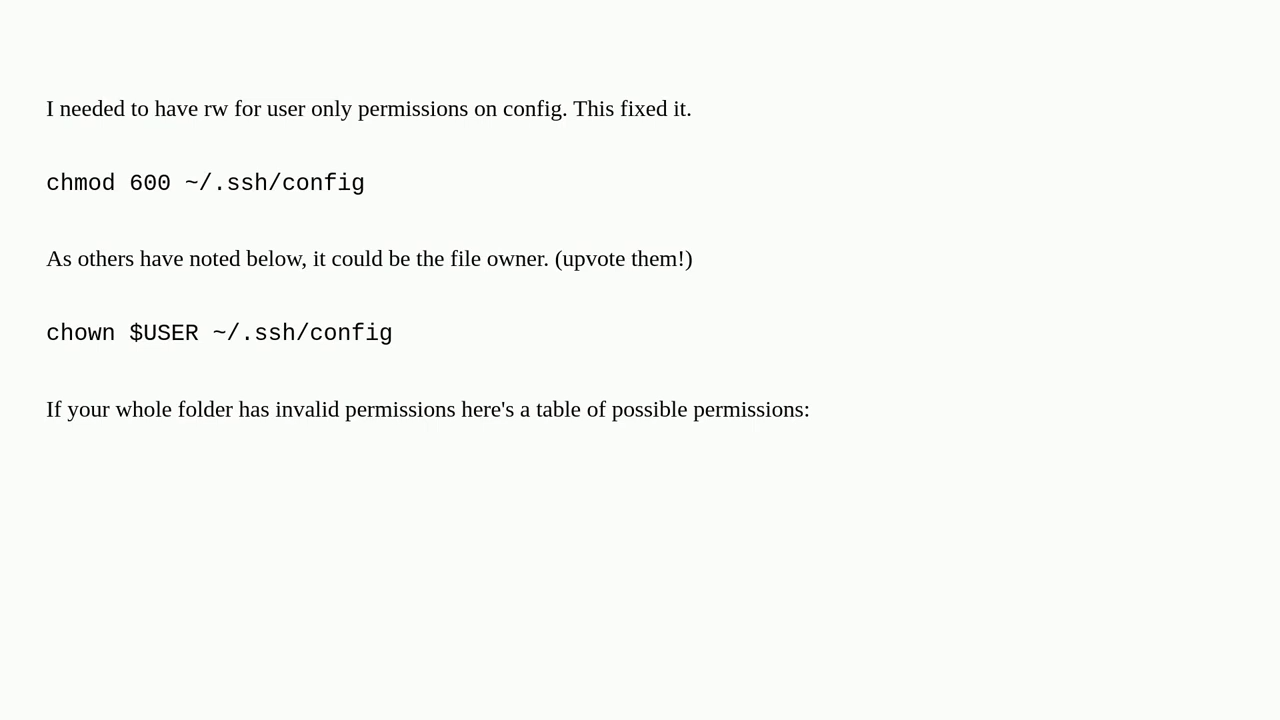 I needed to have rw for user only permissions on config. This fixed it.
chmod 600 ~/.ssh/config
As others have noted below, it could be the file owner. (upvote them!)
chown $USER ~/.ssh/config
If your whole folder has invalid permissions here's a table of possible permissions: